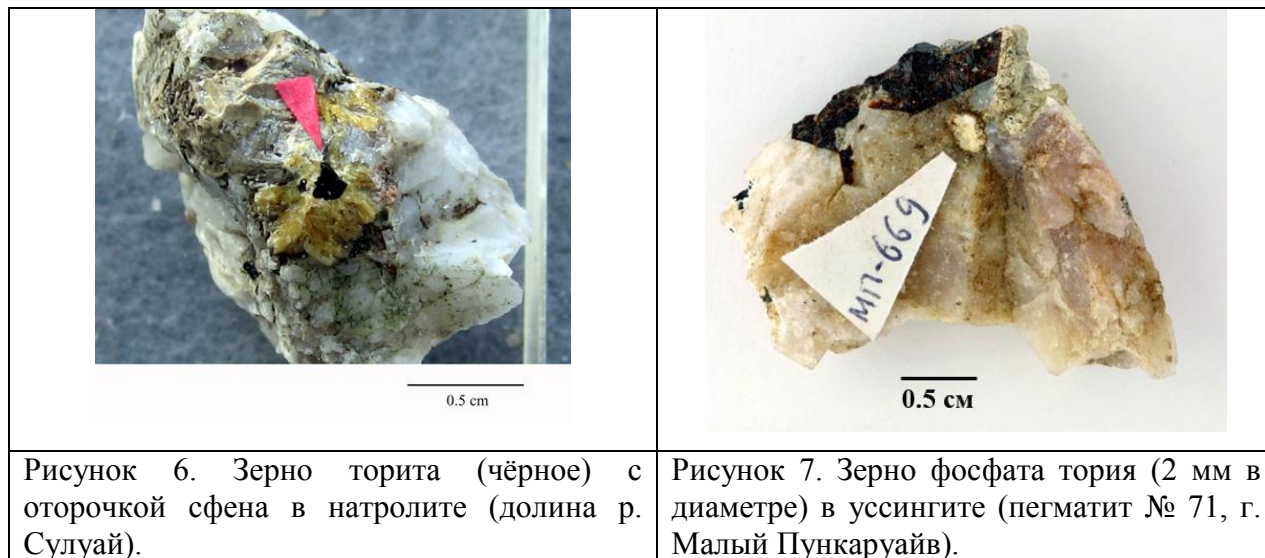 0.5 cm
МП-669
0.5 см
Рисунок 6. Зерно торита (чёрное) с
оторочкой сфена в натролите (долина р.
Сулуай).
Рисунок 7. Зерно фосфата тория (2 мм в
диаметре) в уссингите (пегматит № 71, г.
Малый Пункаруайв).